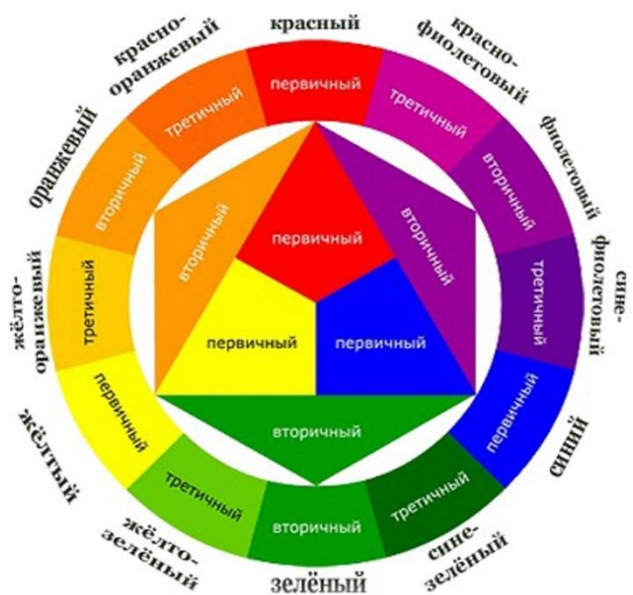 красный
красно-
фиолетовый
фиолетовый
сине-
фиолетовый
синий
сине-
зелёный
зелёный
жёлто-
зелёный
жёлтый
жёлто-
оранжевый
оранжевый
красно-
оранжевый
первичный
третичный
вторичный
третичный
первичный
третичный
вторичный
третичный
первичный
третичный
вторичный
третичный
вторичный
первичный
вторичный
первичный
первичный
вторичный